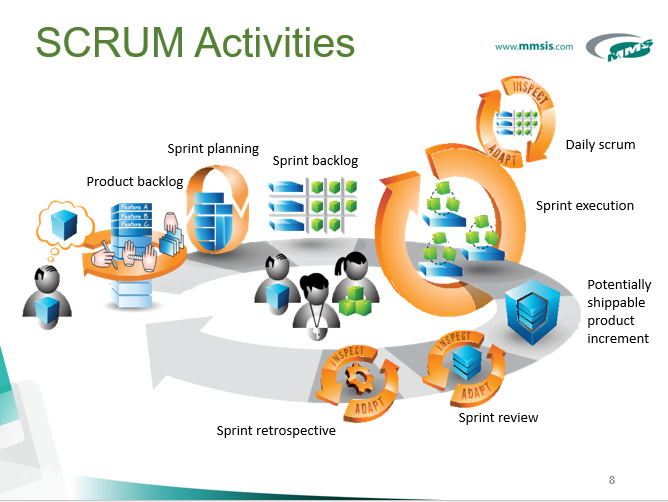 SCRUM Activities
www.mmsis.com
MMS
INSPECT
ADAPT
Daily scrum
Sprint planning
Sprint backlog
Product backlog
Feature A
Feature B
Feature C
Sprint execution
Potentially
shippable
product
increment
INSPECT
ADAPT
INSPECT
ADAPT
Sprint review
Sprint retrospective
8